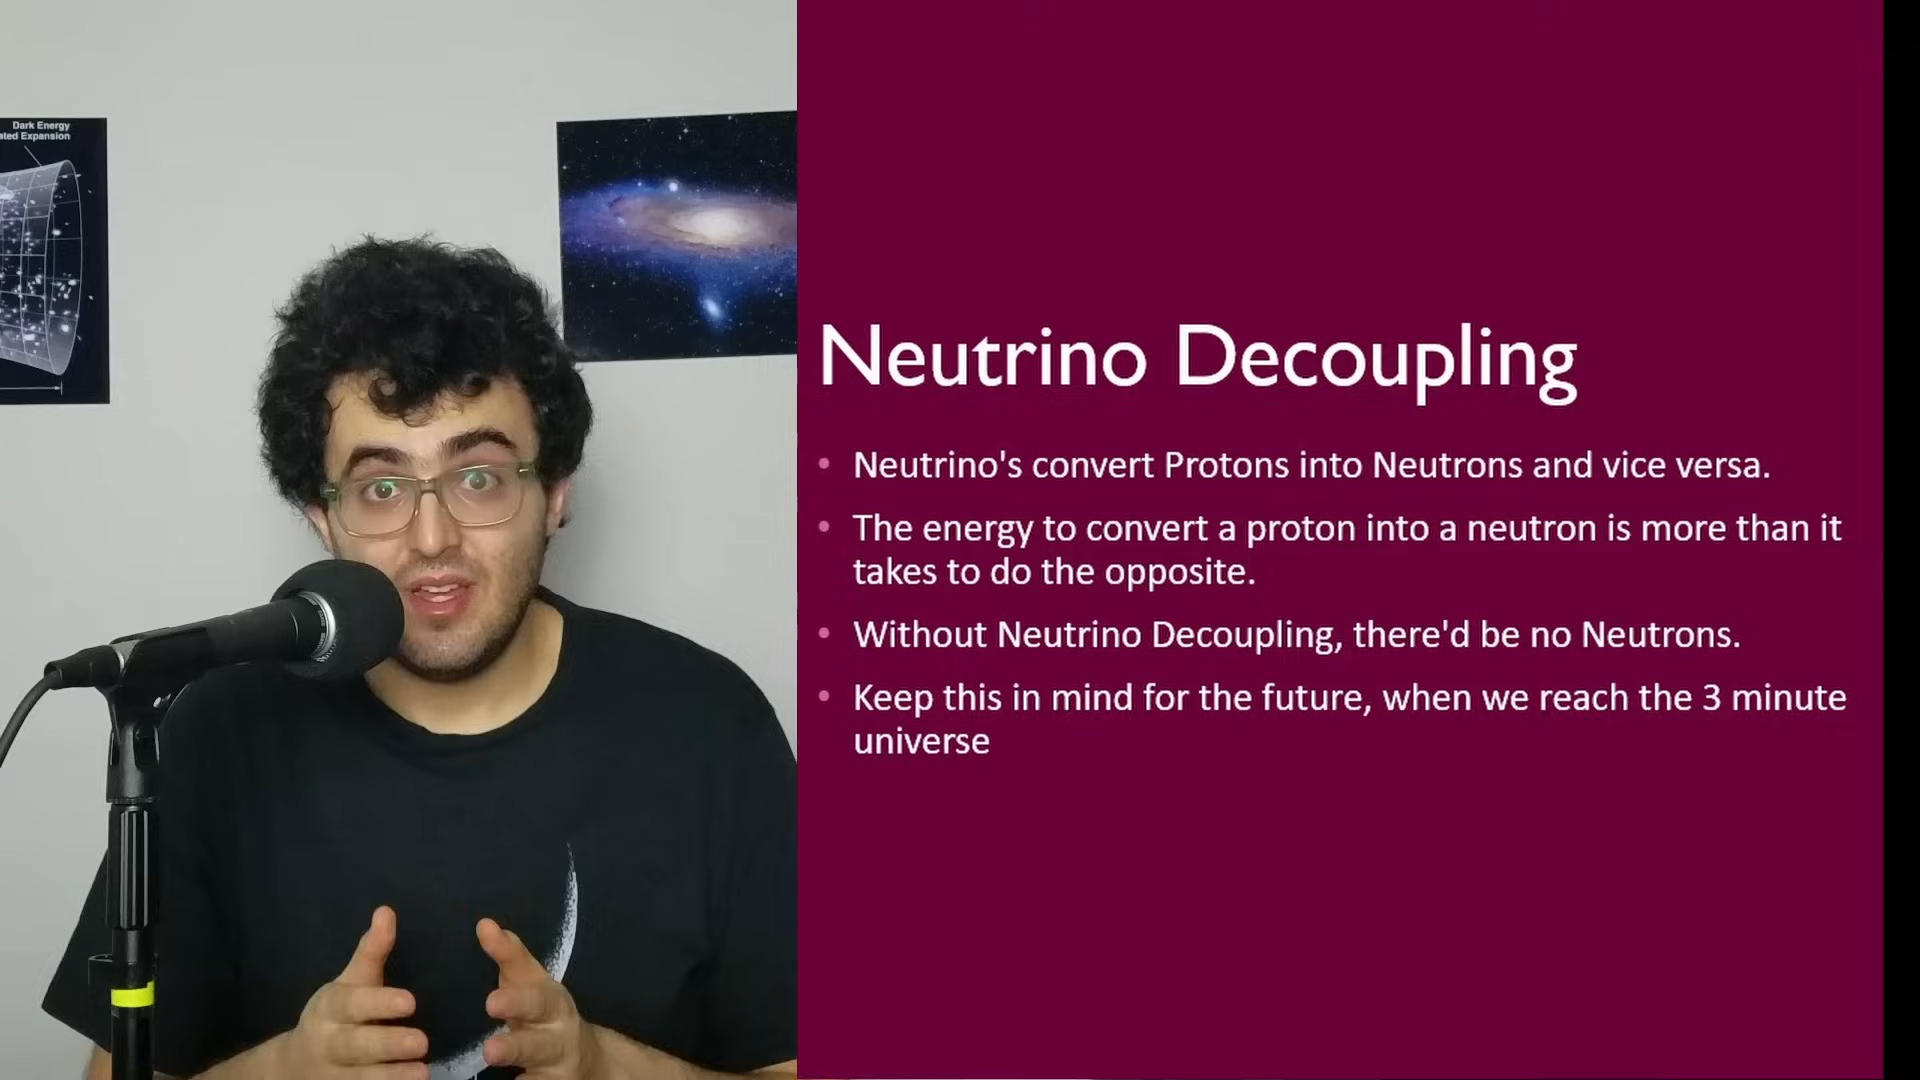 Dark Energy
ated Expansion
Neutrino Decoupling
Neutrino's convert Protons into Neutrons and vice versa.
The energy to convert a proton into a neutron is more than it
takes to do the opposite.
Without Neutrino Decoupling, there'd be no Neutrons.
Keep this in mind for the future, when we reach the 3 minute
universe